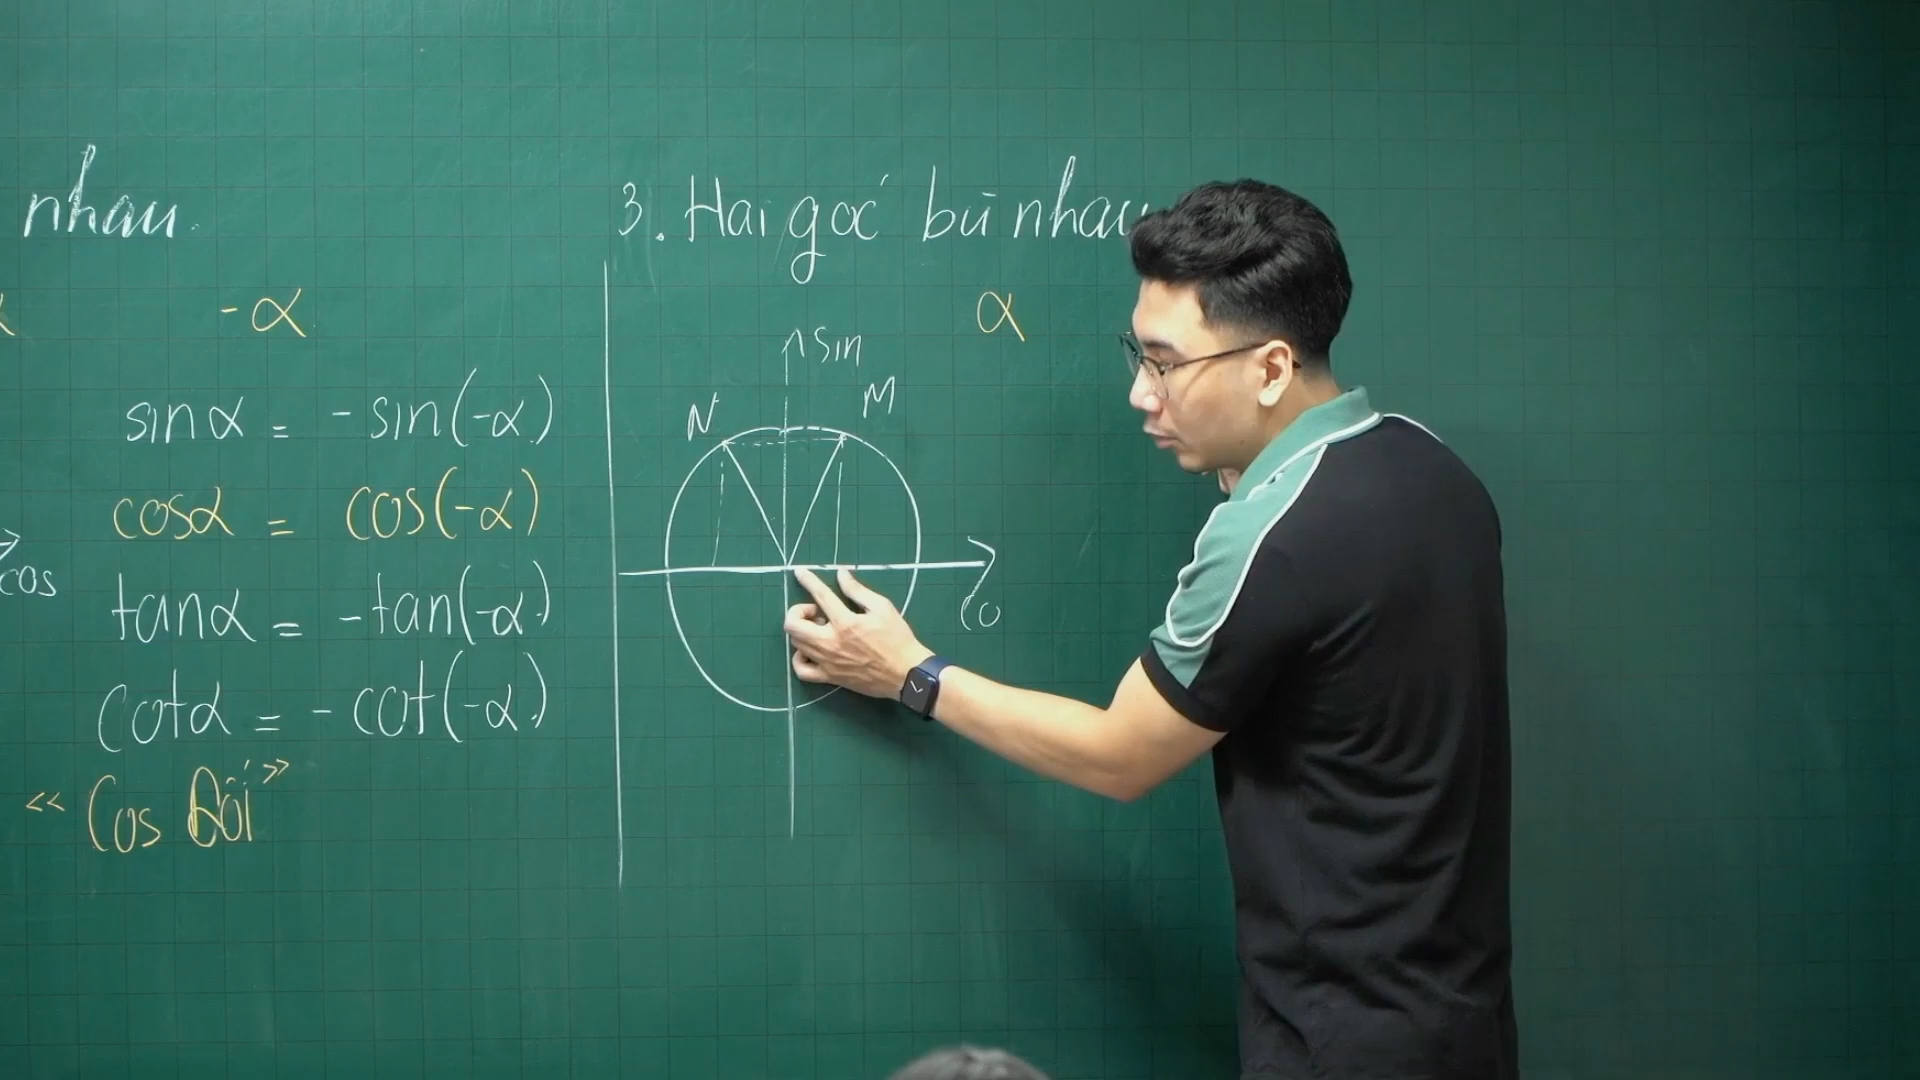 nhau.
-α
sinα = -sin(-α)
cosα = cos(-α)
tanα = -tan(-α)
cotα = -cot(-α)
« Cos Đối »
cos
3. Hai góc bù nhau
α
sin
N
M
co